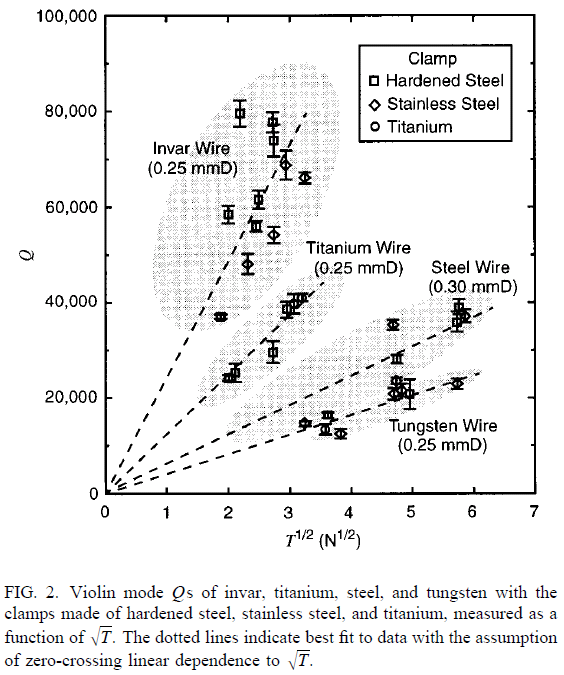 100,000
80,000
60,000
40,000
20,000
0
Q
Clamp
Hardened Steel
Stainless Steel
Titanium
Invar Wire
(0.25 mmD)
Titanium Wire
(0.25 mmD)
Steel Wire
(0.30 mmD)
Tungsten Wire
(0.25 mmD)
0 1 2 3 4 5 6 7
T^1/2 (N^1/2)
FIG. 2. Violin mode Qs of invar, titanium, steel, and tungsten with the
clamps made of hardened steel, stainless steel, and titanium, measured as a
function of √T. The dotted lines indicate best fit to data with the assumption
of zero-crossing linear dependence to √T.